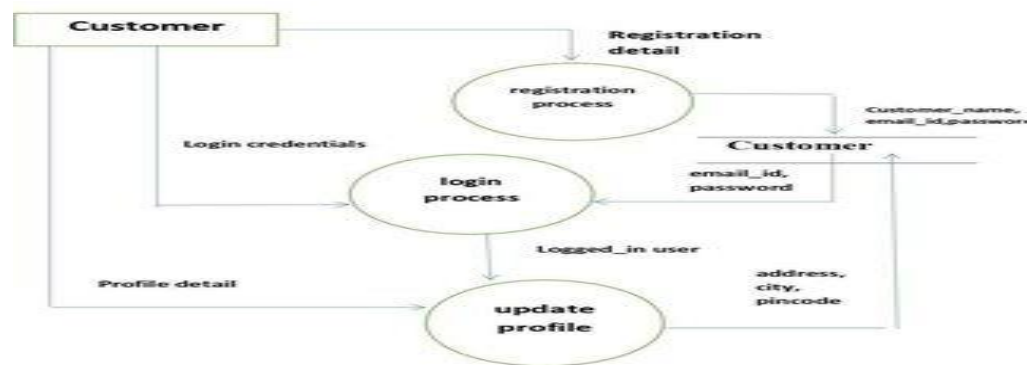 Customer
Registration
detail
registration
process
Customer_name,
email_id,password
Customer
Login credentials
email_id,
password
login
process
Logged_in user
Profile detail
address,
city,
pincode
update
profile